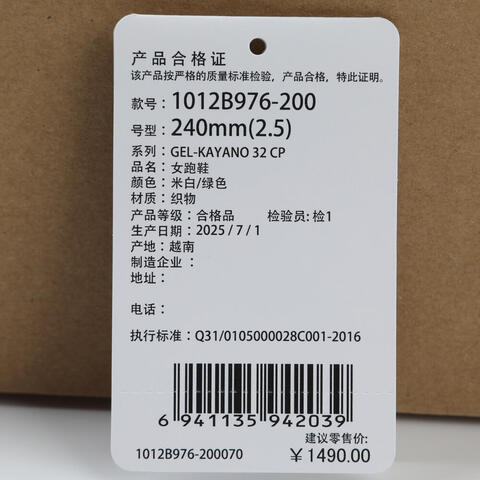 产品合格证
该产品按严格的质量标准检验，产品合格，特此证明。
款号：1012B976-200
号型：240mm(2.5)
系列：GEL-KAYANO 32 CP
品名：女跑鞋
颜色：米白/绿色
材质：织物
产品等级：合格品 检验员: 检1
生产日期：2025 / 7 / 1
产地：越南
制造企业：
地址：
电话：
执行标准：Q31/0105000028C001-2016
6 941135 942039
建议零售价:
1012B976-200070 ￥1490.00